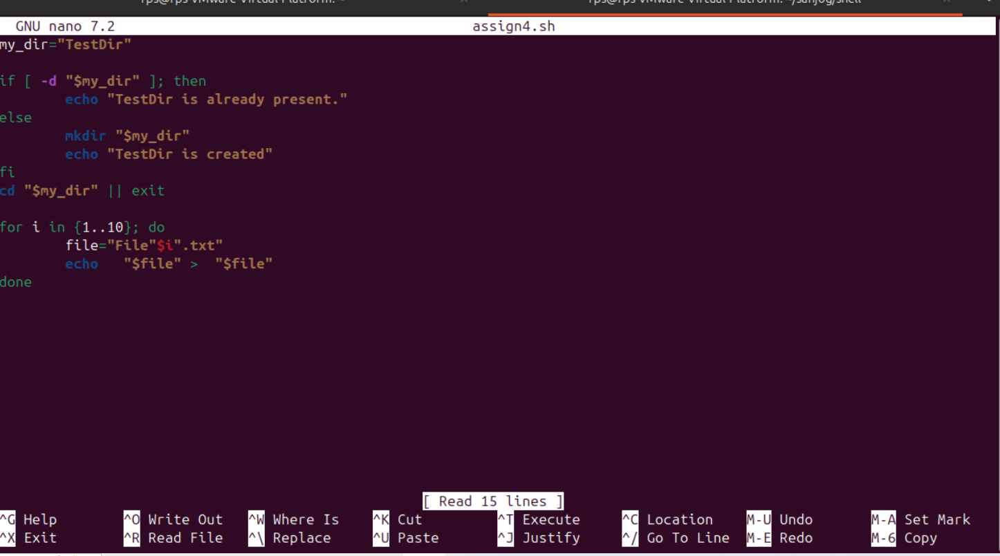 GNU nano 7.2 assign4.sh
my_dir="TestDir"
if [ -d "$my_dir" ]; then
echo "TestDir is already present."
else
mkdir "$my_dir"
echo "TestDir is created"
fi
cd "$my_dir" || exit
for i in {1..10}; do
file="File"$i".txt"
echo   "$file" >  "$file"
done
[ Read 15 lines ]
^G Help ^O Write Out ^W Where Is ^K Cut ^T Execute ^C Location M-U Undo M-A Set Mark
^X Exit ^R Read File ^\ Replace ^U Paste ^J Justify ^/ Go To Line M-E Redo M-6 Copy